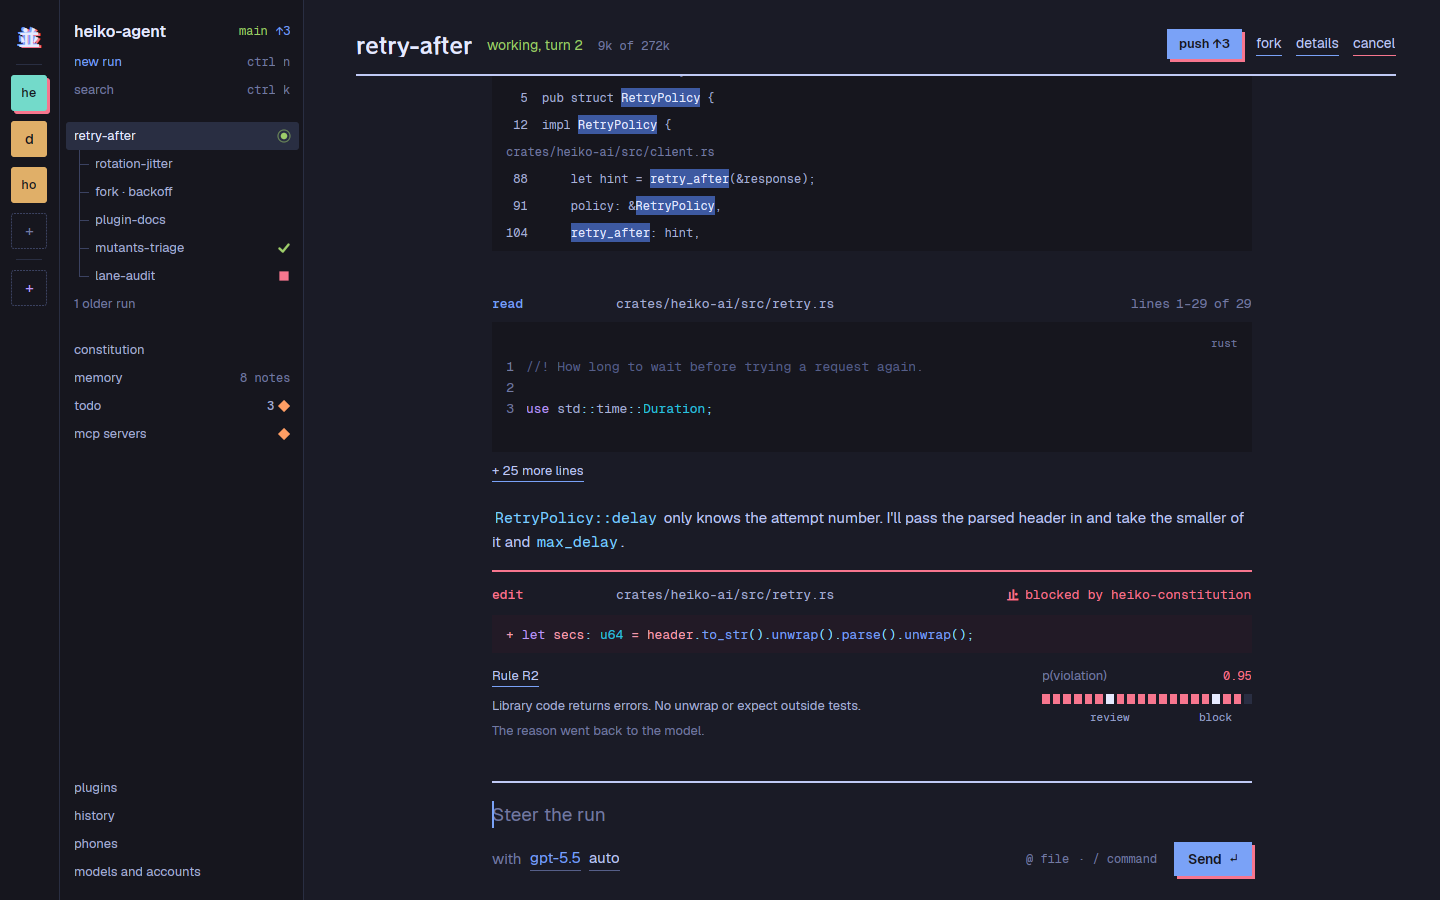 heiko-agent main ↑3
new run ctrl n
search ctrl k
he
d
ho
+
+
retry-after
rotation-jitter
fork · backoff
plugin-docs
mutants-triage
lane-audit
1 older run
constitution
memory 8 notes
todo 3
mcp servers
plugins
history
phones
models and accounts
retry-after working, turn 2 9k of 272k
push ↑3 fork details cancel
5 pub struct RetryPolicy {
12 impl RetryPolicy {
crates/heiko-ai/src/client.rs
88 let hint = retry_after(&response);
91 policy: &RetryPolicy,
104 retry_after: hint,
read crates/heiko-ai/src/retry.rs lines 1–29 of 29
rust
1 //! How long to wait before trying a request again.
2
3 use std::time::Duration;
+ 25 more lines
RetryPolicy::delay only knows the attempt number. I'll pass the parsed header in and take the smaller of
it and max_delay.
edit crates/heiko-ai/src/retry.rs blocked by heiko-constitution
+ let secs: u64 = header.to_str().unwrap().parse().unwrap();
Rule R2 p(violation) 0.95
Library code returns errors. No unwrap or expect outside tests.
review block
The reason went back to the model.
Steer the run
with gpt-5.5 auto @ file · / command Send ↵